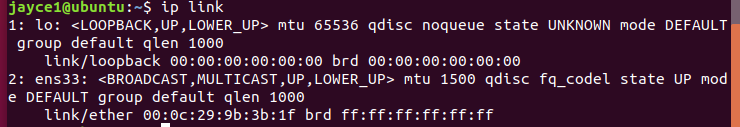 jayce1@ubuntu:~$ ip link
1: lo: <LOOPBACK,UP,LOWER_UP> mtu 65536 qdisc noqueue state UNKNOWN mode DEFAULT
 group default qlen 1000
    link/loopback 00:00:00:00:00:00 brd 00:00:00:00:00:00
2: ens33: <BROADCAST,MULTICAST,UP,LOWER_UP> mtu 1500 qdisc fq_codel state UP mod
e DEFAULT group default qlen 1000
    link/ether 00:0c:29:9b:3b:1f brd ff:ff:ff:ff:ff:ff